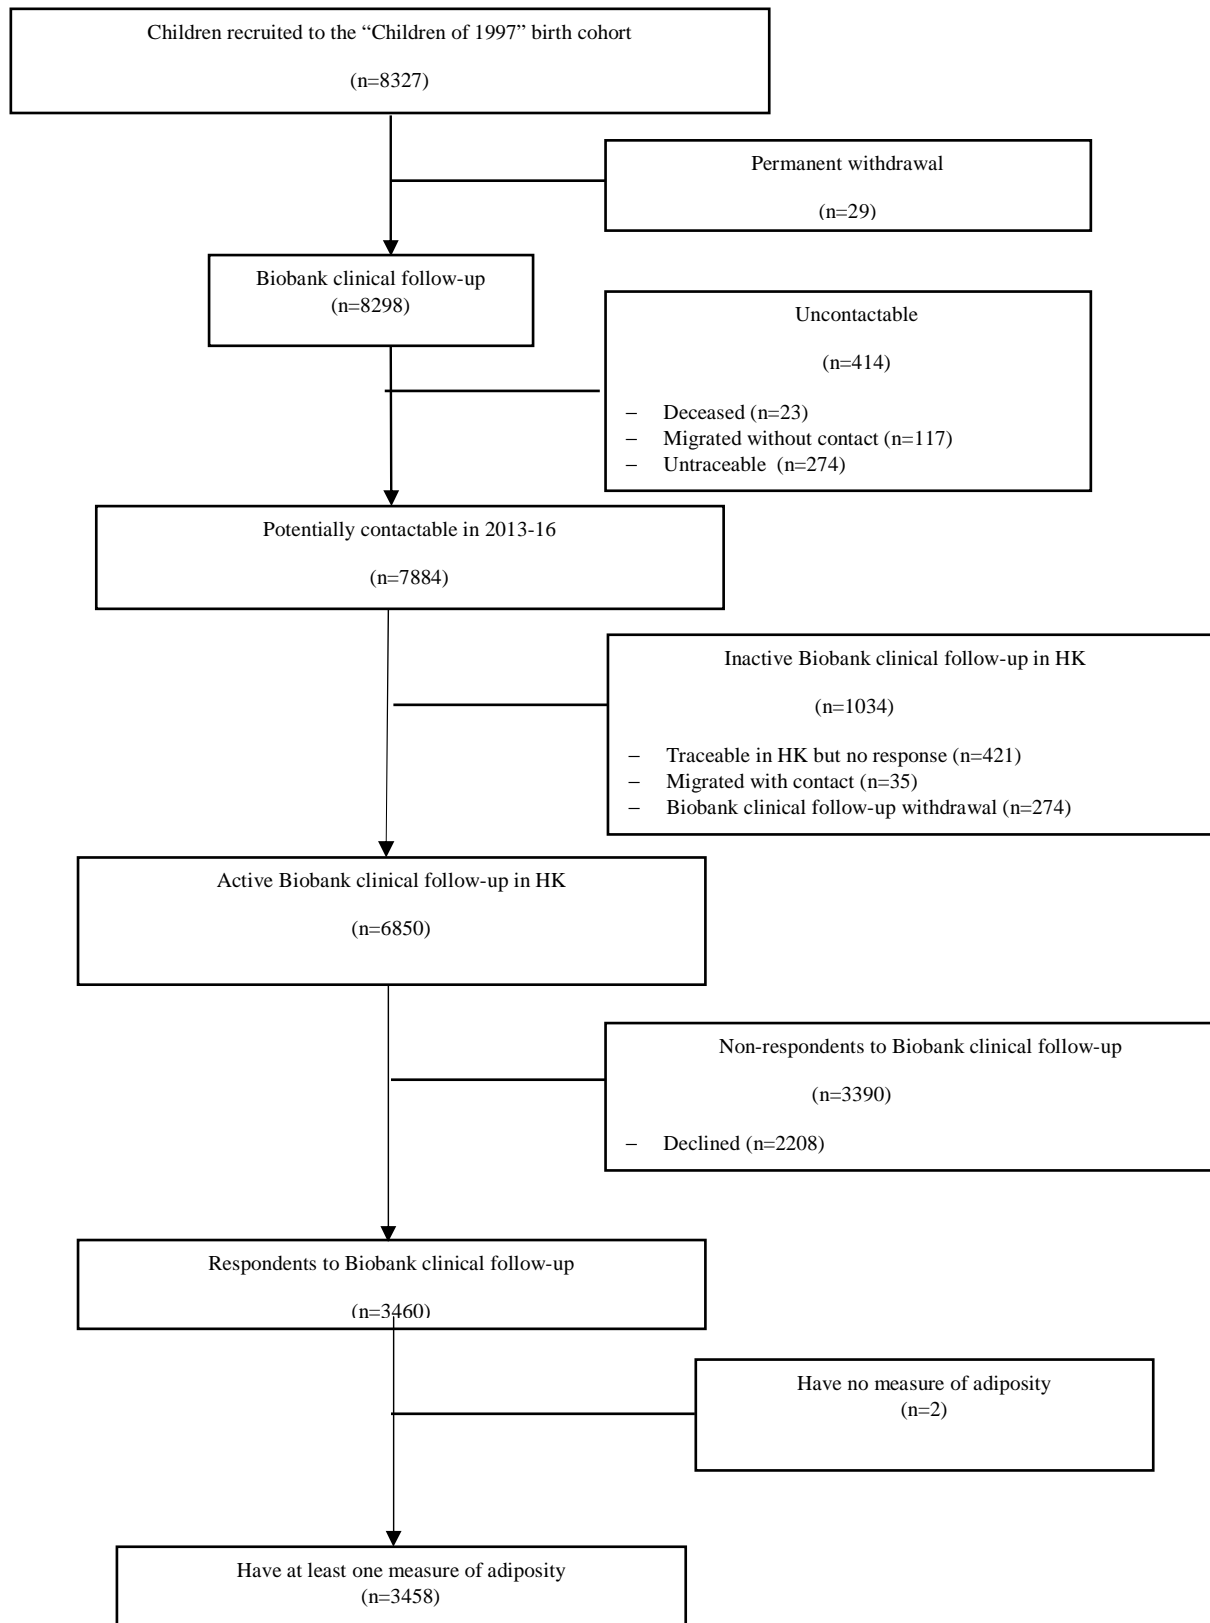 Children recruited to the “Children of 1997” birth cohort
(n=8327)
Permanent withdrawal
(n=29)
Biobank clinical follow-up
(n=8298)
Uncontactable
(n=414)
– Deceased (n=23)
– Migrated without contact (n=117)
– Untraceable (n=274)
Potentially contactable in 2013-16
(n=7884)
Inactive Biobank clinical follow-up in HK
(n=1034)
– Traceable in HK but no response (n=421)
– Migrated with contact (n=35)
– Biobank clinical follow-up withdrawal (n=274)
Active Biobank clinical follow-up in HK
(n=6850)
Non-respondents to Biobank clinical follow-up
(n=3390)
– Declined (n=2208)
Respondents to Biobank clinical follow-up
(n=3460)
Have no measure of adiposity
(n=2)
Have at least one measure of adiposity
(n=3458)